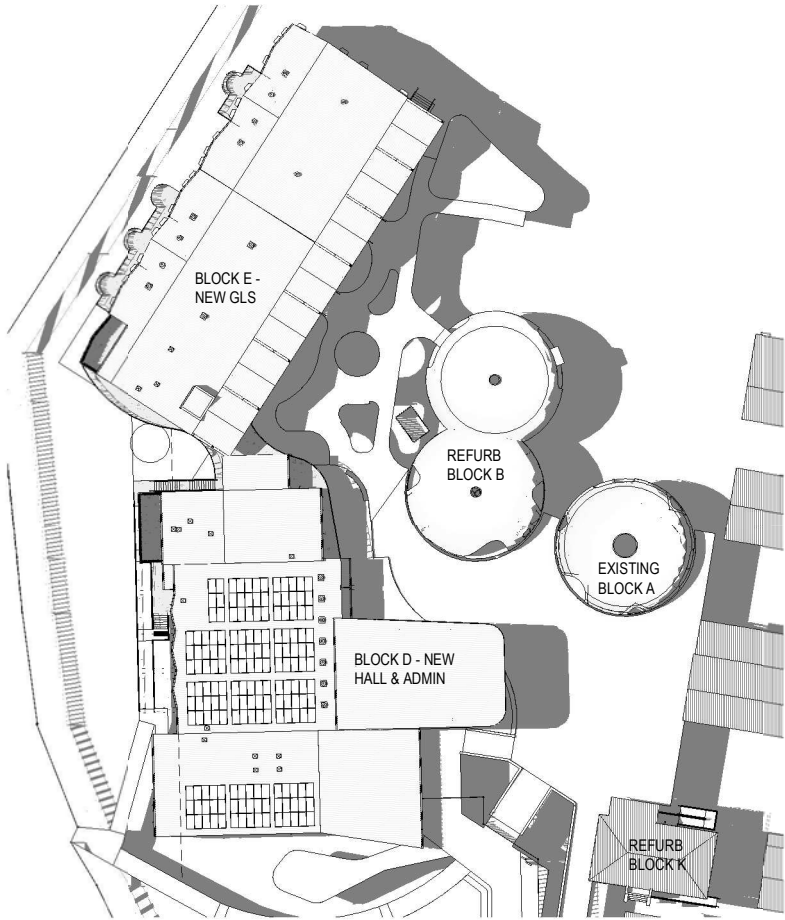 BLOCK E -
NEW GLS
REFURB
BLOCK B
EXISTING
BLOCK A
BLOCK D - NEW
HALL & ADMIN
REFURB
BLOCK K